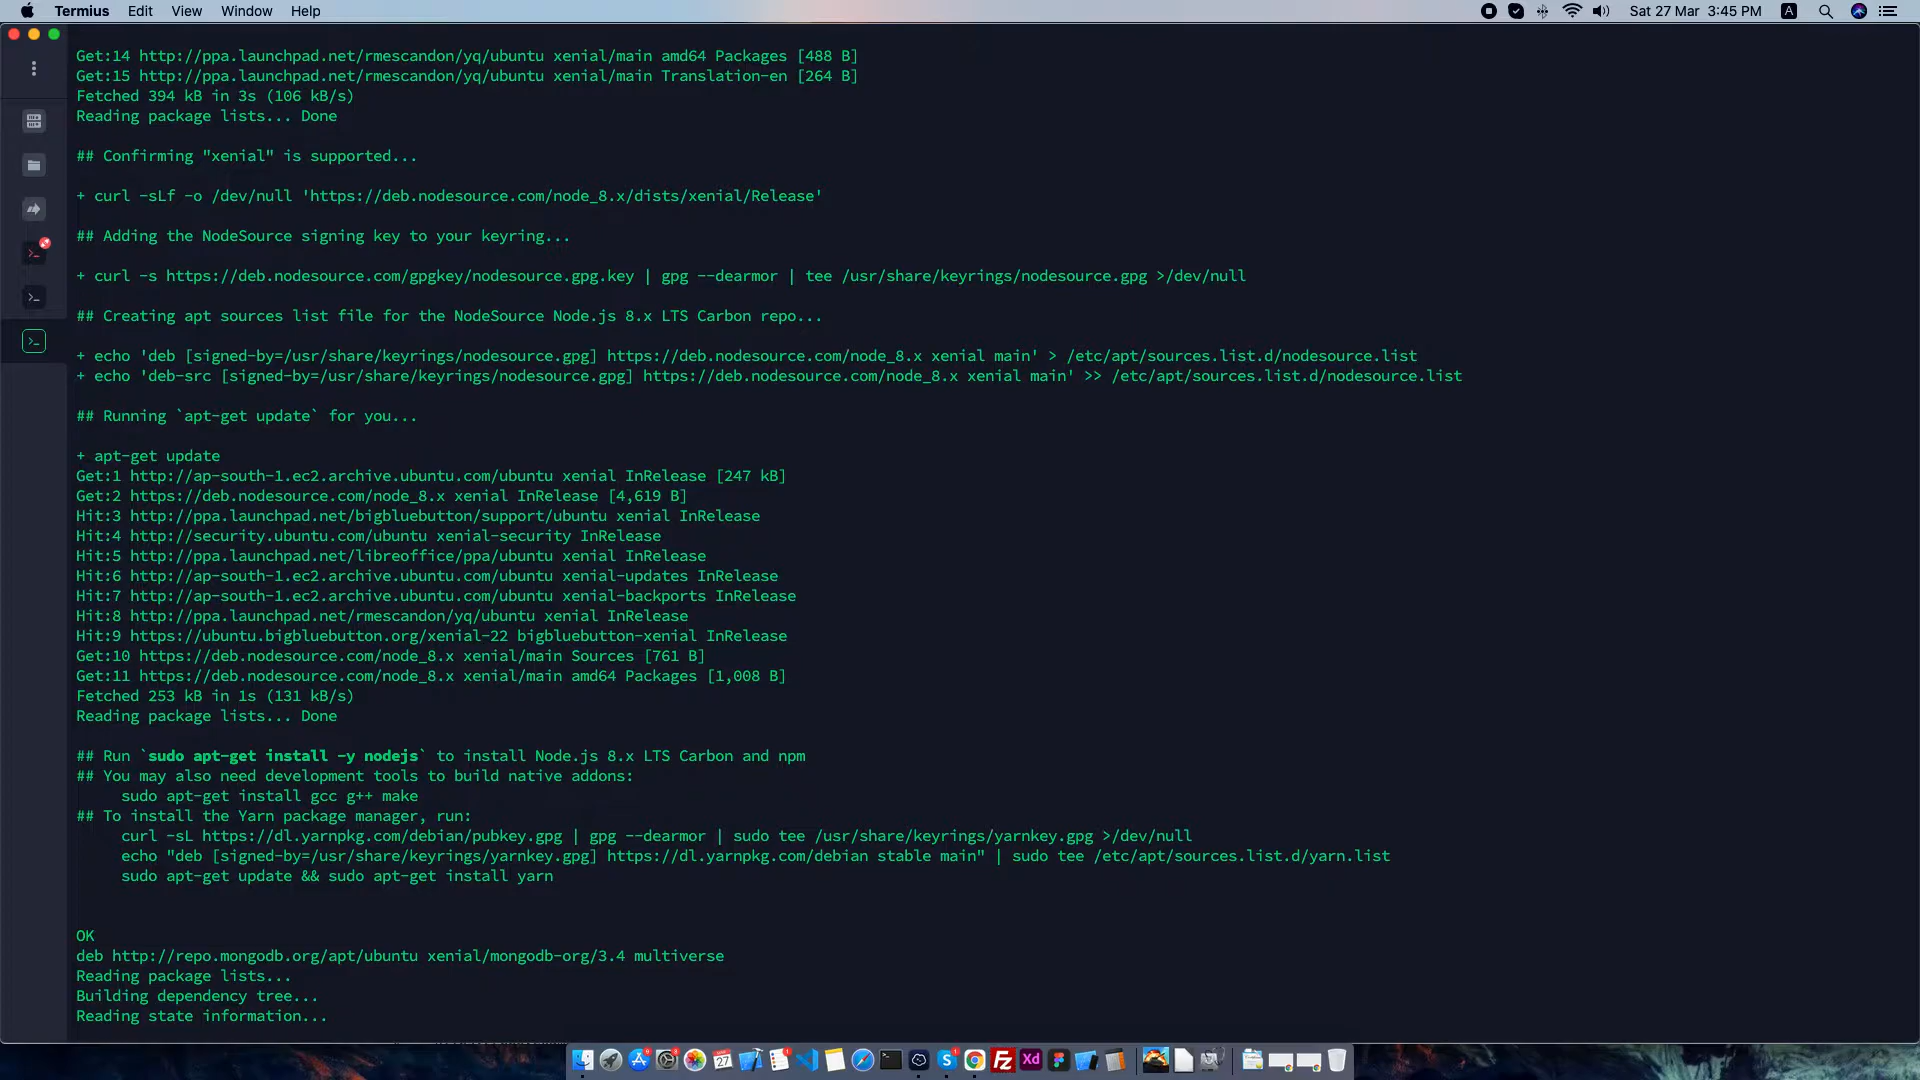 Termius Edit View Window Help Sat 27 Mar 3:45 PM A
Get:14 http://ppa.launchpad.net/rmescandon/yq/ubuntu xenial/main amd64 Packages [488 B]
Get:15 http://ppa.launchpad.net/rmescandon/yq/ubuntu xenial/main Translation-en [264 B]
Fetched 394 kB in 3s (106 kB/s)
Reading package lists... Done
## Confirming "xenial" is supported...
+ curl -sLf -o /dev/null 'https://deb.nodesource.com/node_8.x/dists/xenial/Release'
## Adding the NodeSource signing key to your keyring...
+ curl -s https://deb.nodesource.com/gpgkey/nodesource.gpg.key | gpg --dearmor | tee /usr/share/keyrings/nodesource.gpg >/dev/null
## Creating apt sources list file for the NodeSource Node.js 8.x LTS Carbon repo...
+ echo 'deb [signed-by=/usr/share/keyrings/nodesource.gpg] https://deb.nodesource.com/node_8.x xenial main' > /etc/apt/sources.list.d/nodesource.list
+ echo 'deb-src [signed-by=/usr/share/keyrings/nodesource.gpg] https://deb.nodesource.com/node_8.x xenial main' >> /etc/apt/sources.list.d/nodesource.list
## Running `apt-get update` for you...
+ apt-get update
Get:1 http://ap-south-1.ec2.archive.ubuntu.com/ubuntu xenial InRelease [247 kB]
Get:2 https://deb.nodesource.com/node_8.x xenial InRelease [4,619 B]
Hit:3 http://ppa.launchpad.net/bigbluebutton/support/ubuntu xenial InRelease
Hit:4 http://security.ubuntu.com/ubuntu xenial-security InRelease
Hit:5 http://ppa.launchpad.net/libreoffice/ppa/ubuntu xenial InRelease
Hit:6 http://ap-south-1.ec2.archive.ubuntu.com/ubuntu xenial-updates InRelease
Hit:7 http://ap-south-1.ec2.archive.ubuntu.com/ubuntu xenial-backports InRelease
Hit:8 http://ppa.launchpad.net/rmescandon/yq/ubuntu xenial InRelease
Hit:9 https://ubuntu.bigbluebutton.org/xenial-22 bigbluebutton-xenial InRelease
Get:10 https://deb.nodesource.com/node_8.x xenial/main Sources [761 B]
Get:11 https://deb.nodesource.com/node_8.x xenial/main amd64 Packages [1,008 B]
Fetched 253 kB in 1s (131 kB/s)
Reading package lists... Done
## Run `sudo apt-get install -y nodejs` to install Node.js 8.x LTS Carbon and npm
## You may also need development tools to build native addons:
sudo apt-get install gcc g++ make
## To install the Yarn package manager, run:
curl -sL https://dl.yarnpkg.com/debian/pubkey.gpg | gpg --dearmor | sudo tee /usr/share/keyrings/yarnkey.gpg >/dev/null
echo "deb [signed-by=/usr/share/keyrings/yarnkey.gpg] https://dl.yarnpkg.com/debian stable main" | sudo tee /etc/apt/sources.list.d/yarn.list
sudo apt-get update && sudo apt-get install yarn
OK
deb http://repo.mongodb.org/apt/ubuntu xenial/mongodb-org/3.4 multiverse
Reading package lists...
Building dependency tree...
Reading state information...